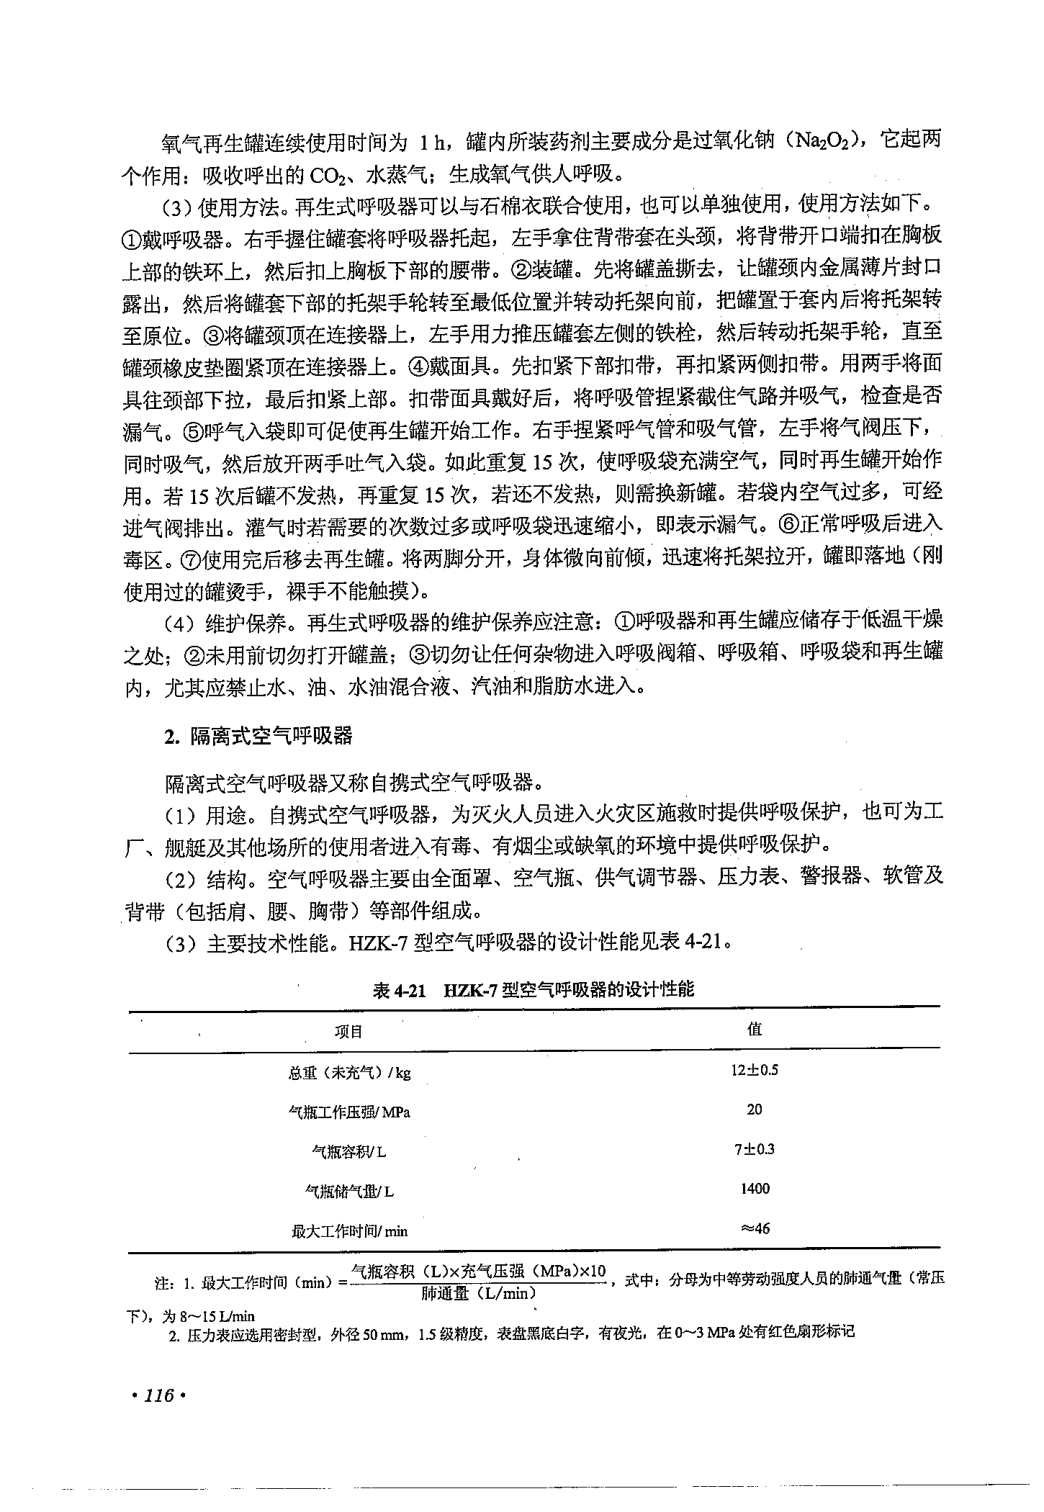 氧气再生罐连续使用时间为 1 h，罐内所装药剂主要成分是过氧化钠（Na₂O₂），它起两
个作用：吸收呼出的 CO₂、水蒸气；生成氧气供人呼吸。
（3）使用方法。再生式呼吸器可以与石棉衣联合使用，也可以单独使用，使用方法如下。
①戴呼吸器。右手握住罐套将呼吸器托起，左手拿住背带套在头颈，将背带开口端扣在胸板
上部的铁环上，然后扣上胸板下部的腰带。②装罐。先将罐盖撕去，让罐颈内金属薄片封口
露出，然后将罐套下部的托架手轮转至最低位置并转动托架向前，把罐置于套内后将托架转
至原位。③将罐颈顶在连接器上，左手用力推压罐套左侧的铁栓，然后转动托架手轮，直至
罐颈橡皮垫圈紧顶在连接器上。④戴面具。先扣紧下部扣带，再扣紧两侧扣带。用两手将面
具往颈部下拉，最后扣紧上部。扣带面具戴好后，将呼吸管捏紧截住气路并吸气，检查是否
漏气。⑤呼气入袋即可促使再生罐开始工作。右手捏紧呼气管和吸气管，左手将气阀压下，
同时吸气，然后放开两手吐气入袋。如此重复 15 次，使呼吸袋充满空气，同时再生罐开始作
用。若 15 次后罐不发热，再重复 15 次，若还不发热，则需换新罐。若袋内空气过多，可经
进气阀排出。灌气时若需要的次数过多或呼吸袋迅速缩小，即表示漏气。⑥正常呼吸后进入
毒区。⑦使用完后移去再生罐。将两脚分开，身体微向前倾，迅速将托架拉开，罐即落地（刚
使用过的罐烫手，裸手不能触摸）。
（4）维护保养。再生式呼吸器的维护保养应注意：①呼吸器和再生罐应储存于低温干燥
之处；②未用前切勿打开罐盖；③切勿让任何杂物进入呼吸阀箱、呼吸箱、呼吸袋和再生罐
内，尤其应禁止水、油、水油混合液、汽油和脂肪水进入。
2. 隔离式空气呼吸器
隔离式空气呼吸器又称自携式空气呼吸器。
（1）用途。自携式空气呼吸器，为灭火人员进入火灾区施救时提供呼吸保护，也可为工
厂、舰艇及其他场所的使用者进入有毒、有烟尘或缺氧的环境中提供呼吸保护。
（2）结构。空气呼吸器主要由全面罩、空气瓶、供气调节器、压力表、警报器、软管及
背带（包括肩、腰、胸带）等部件组成。
（3）主要技术性能。HZK-7 型空气呼吸器的设计性能见表 4-21。
表 4-21 HZK-7 型空气呼吸器的设计性能
项目 值
总重（未充气）/kg 12±0.5
气瓶工作压强/ MPa 20
气瓶容积/ L 7±0.3
气瓶储气量/ L 1400
最大工作时间/ min ≈46
注：1. 最大工作时间（min）= 气瓶容积（L)×充气压强（MPa)×10 / 肺通量（L/min），式中：分母为中等劳动强度人员的肺通气量（常压
下），为 8～15 L/min
2. 压力表应选用密封型，外径 50 mm，1.5 级精度，表盘黑底白字，有夜光，在 0～3 MPa 处有红色扇形标记
·116·